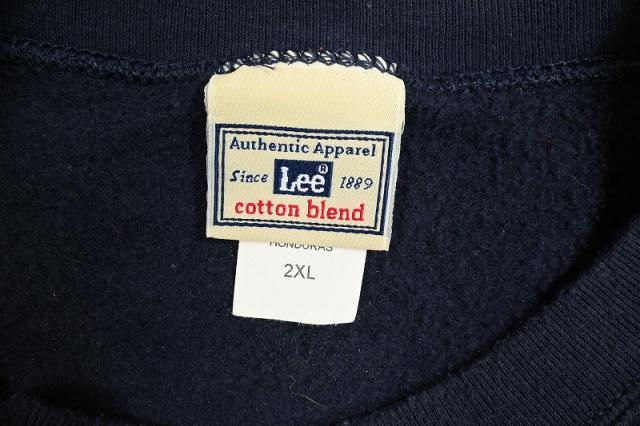 Authentic Apparel
Since Lee® 1889
cotton blend
HONDURAS
2XL